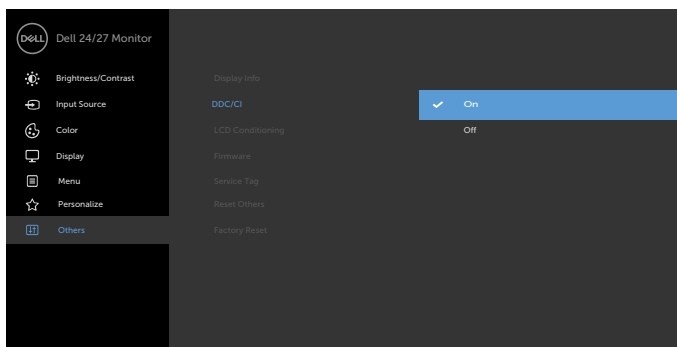 DELL
Dell 24/27 Monitor
Brightness/Contrast
Input Source
Color
Display
Menu
Personalize
Others
Display Info
DDC/CI
LCD Conditioning
Firmware
Service Tag
Reset Others
Factory Reset
On
Off